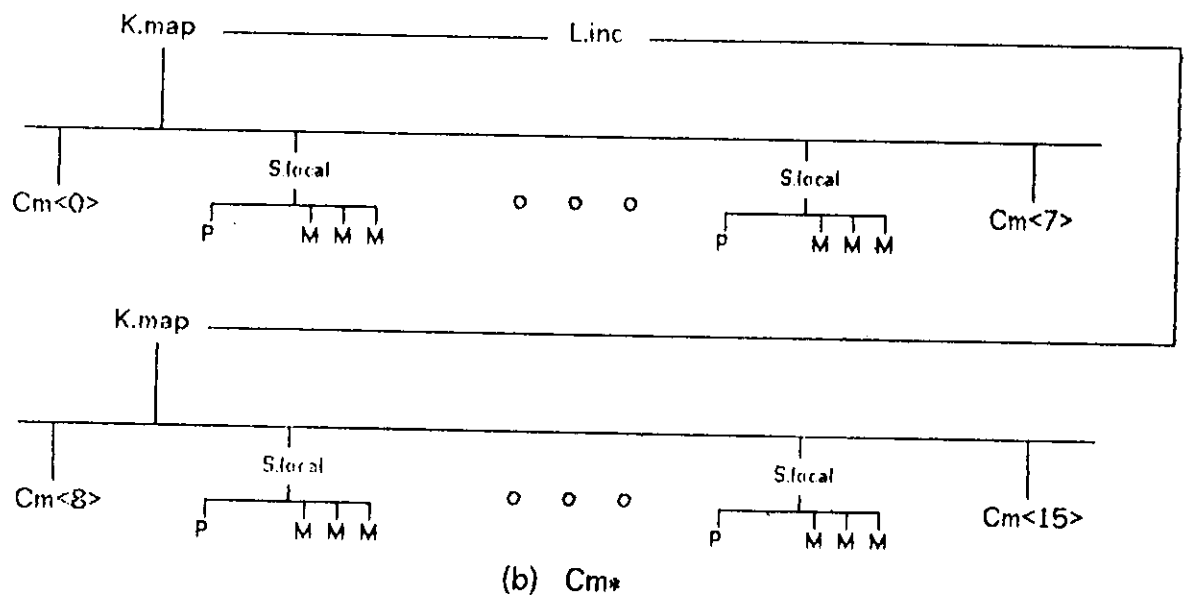 K.map L.inc
S.local S.local
Cm<0> o o o Cm<7>
P M M M P M M M
K.map
S.local S.local
Cm<8> o o o Cm<15>
P M M M P M M M
(b) Cm*